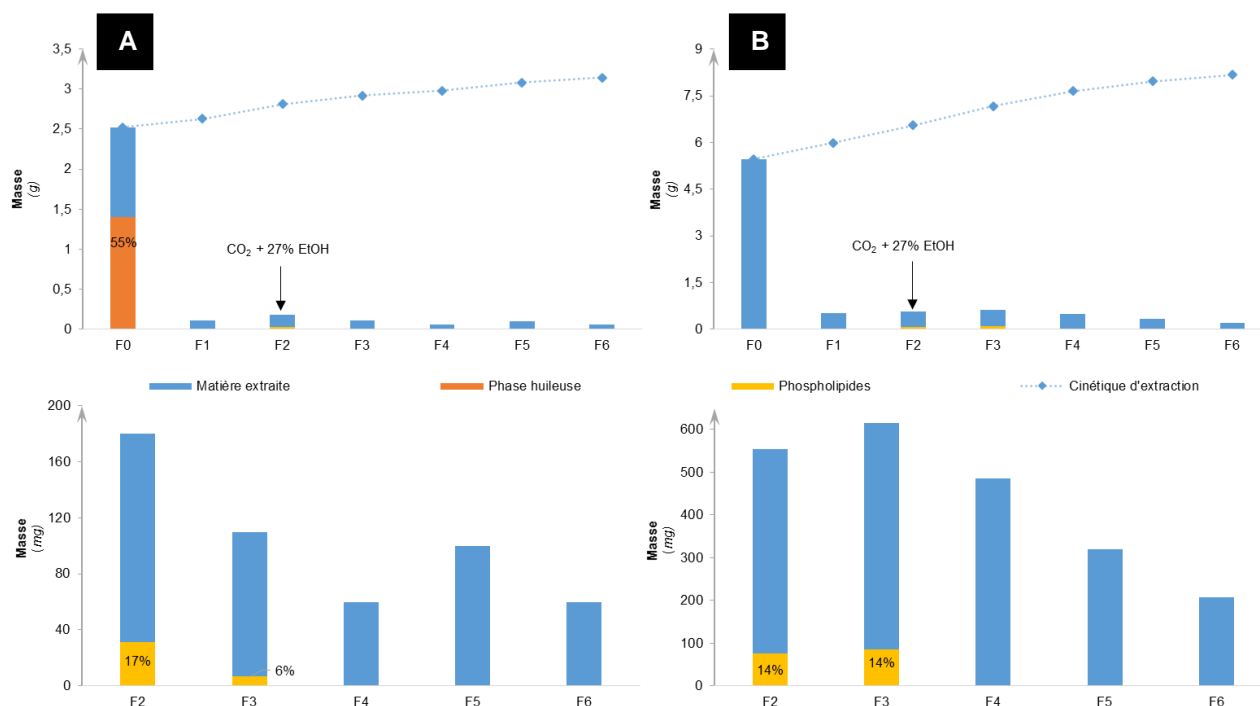 A
3,5
3
2,5
2
1,5
1
0,5
0
Masse
(g)
55%
CO₂ + 27% EtOH
F0 F1 F2 F3 F4 F5 F6
B
9
7,5
6
4,5
3
1,5
0
Masse
(g)
CO₂ + 27% EtOH
F0 F1 F2 F3 F4 F5 F6
Matière extraite Phase huileuse Phospholipides Cinétique d'extraction
200
160
120
80
40
0
Masse
(mg)
17%
6%
F2 F3 F4 F5 F6
600
500
400
300
200
100
0
Masse
(mg)
14%
14%
F2 F3 F4 F5 F6